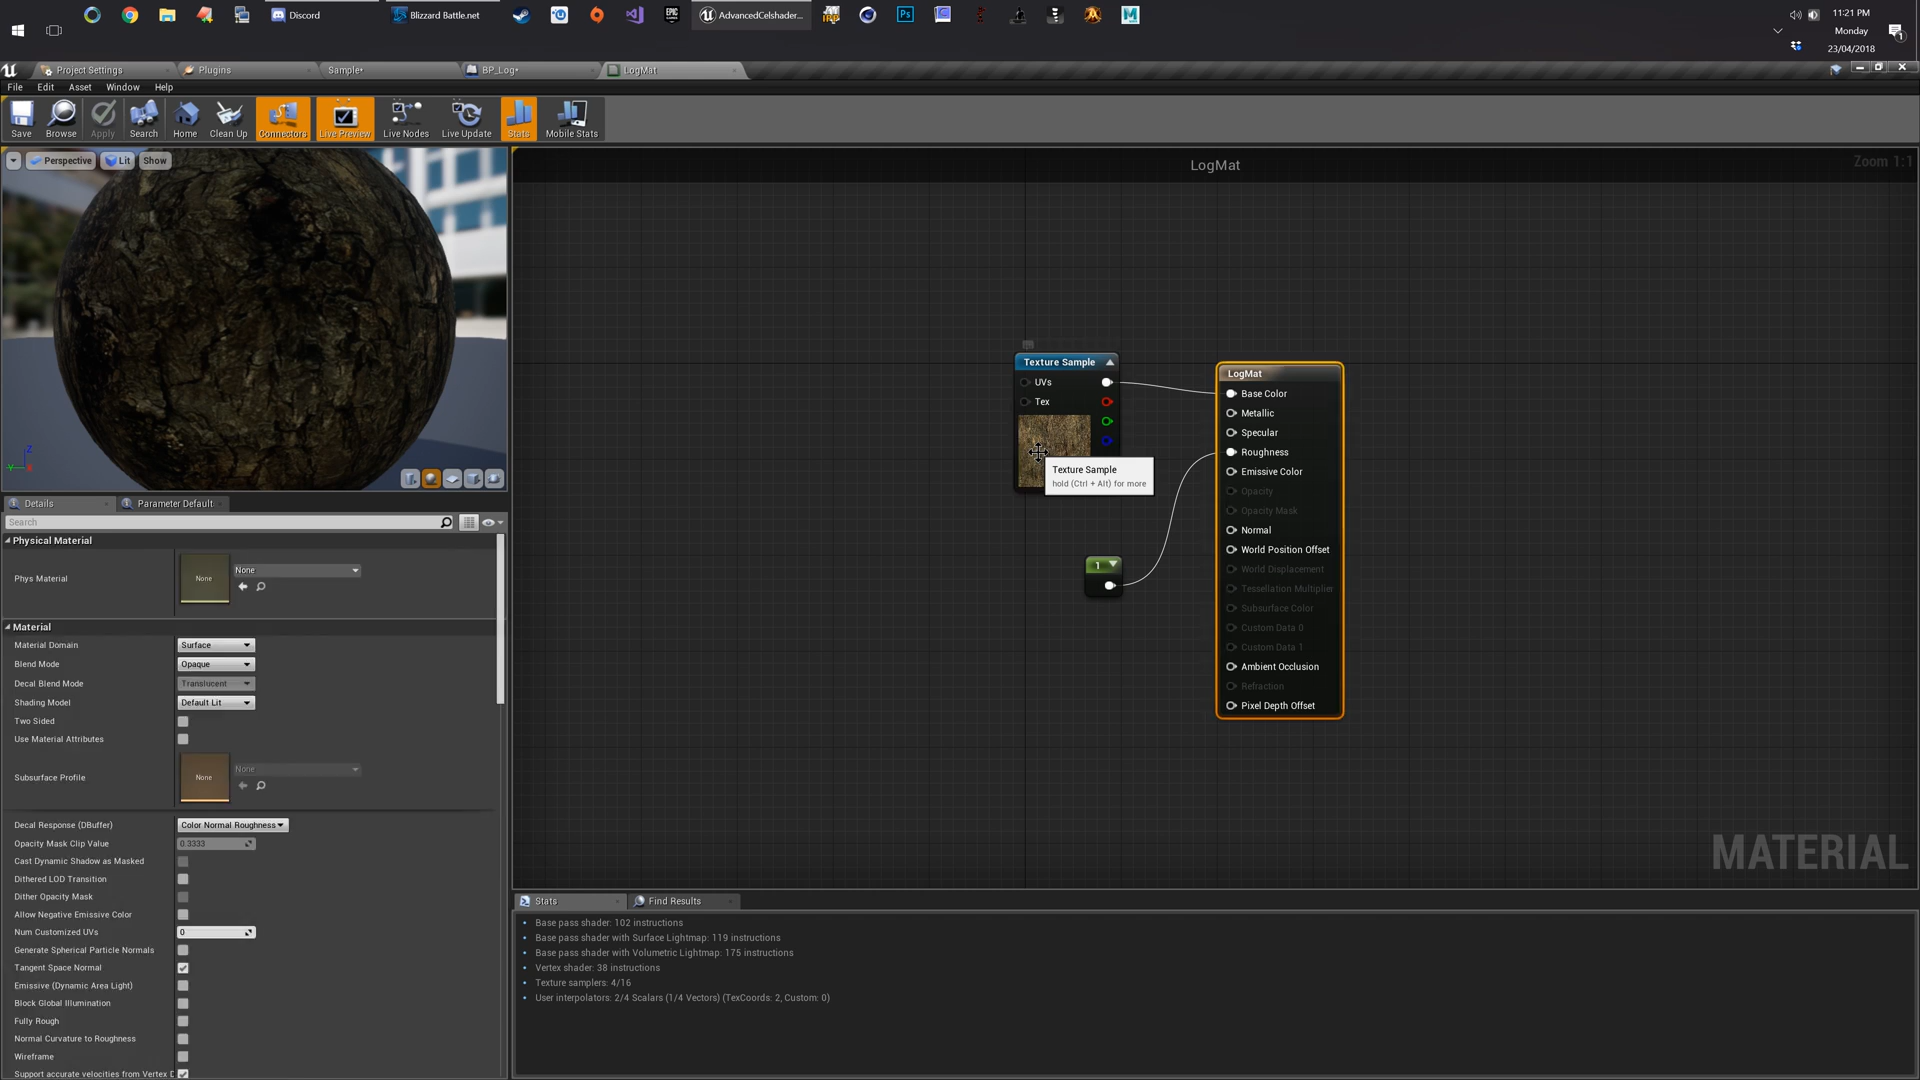 Discord
Blizzard Battle.net
AdvancedCelshader...
11:21 PM
Monday
23/04/2018
Project Settings
Plugins
Sample•
BP_Log•
LogMat
File
Edit
Asset
Window
Help
Save
Browse
Apply
Search
Home
Clean Up
Connectors
Live Preview
Live Nodes
Live Update
Stats
Mobile Stats
Perspective
Lit
Show
LogMat
Zoom 1:1
Texture Sample
UVs
Tex
Texture Sample
hold (Ctrl + Alt) for more
1
LogMat
Base Color
Metallic
Specular
Roughness
Emissive Color
Opacity
Opacity Mask
Normal
World Position Offset
World Displacement
Tessellation Multiplier
Subsurface Color
Custom Data 0
Custom Data 1
Ambient Occlusion
Refraction
Pixel Depth Offset
MATERIAL
Z
Y
X
Details
Parameter Default
Search
Physical Material
Phys Material
None
None
Material
Material Domain
Surface
Blend Mode
Opaque
Decal Blend Mode
Translucent
Shading Model
Default Lit
Two Sided
Use Material Attributes
Subsurface Profile
None
None
Decal Response (DBuffer)
Color Normal Roughness
Opacity Mask Clip Value
0.3333
Cast Dynamic Shadow as Masked
Dithered LOD Transition
Dither Opacity Mask
Allow Negative Emissive Color
Num Customized UVs
0
Generate Spherical Particle Normals
Tangent Space Normal
Emissive (Dynamic Area Light)
Block Global Illumination
Fully Rough
Normal Curvature to Roughness
Wireframe
Support accurate velocities from Vertex D
Stats
Find Results
Base pass shader: 102 instructions
Base pass shader with Surface Lightmap: 119 instructions
Base pass shader with Volumetric Lightmap: 175 instructions
Vertex shader: 38 instructions
Texture samplers: 4/16
User interpolators: 2/4 Scalars (1/4 Vectors) (TexCoords: 2, Custom: 0)